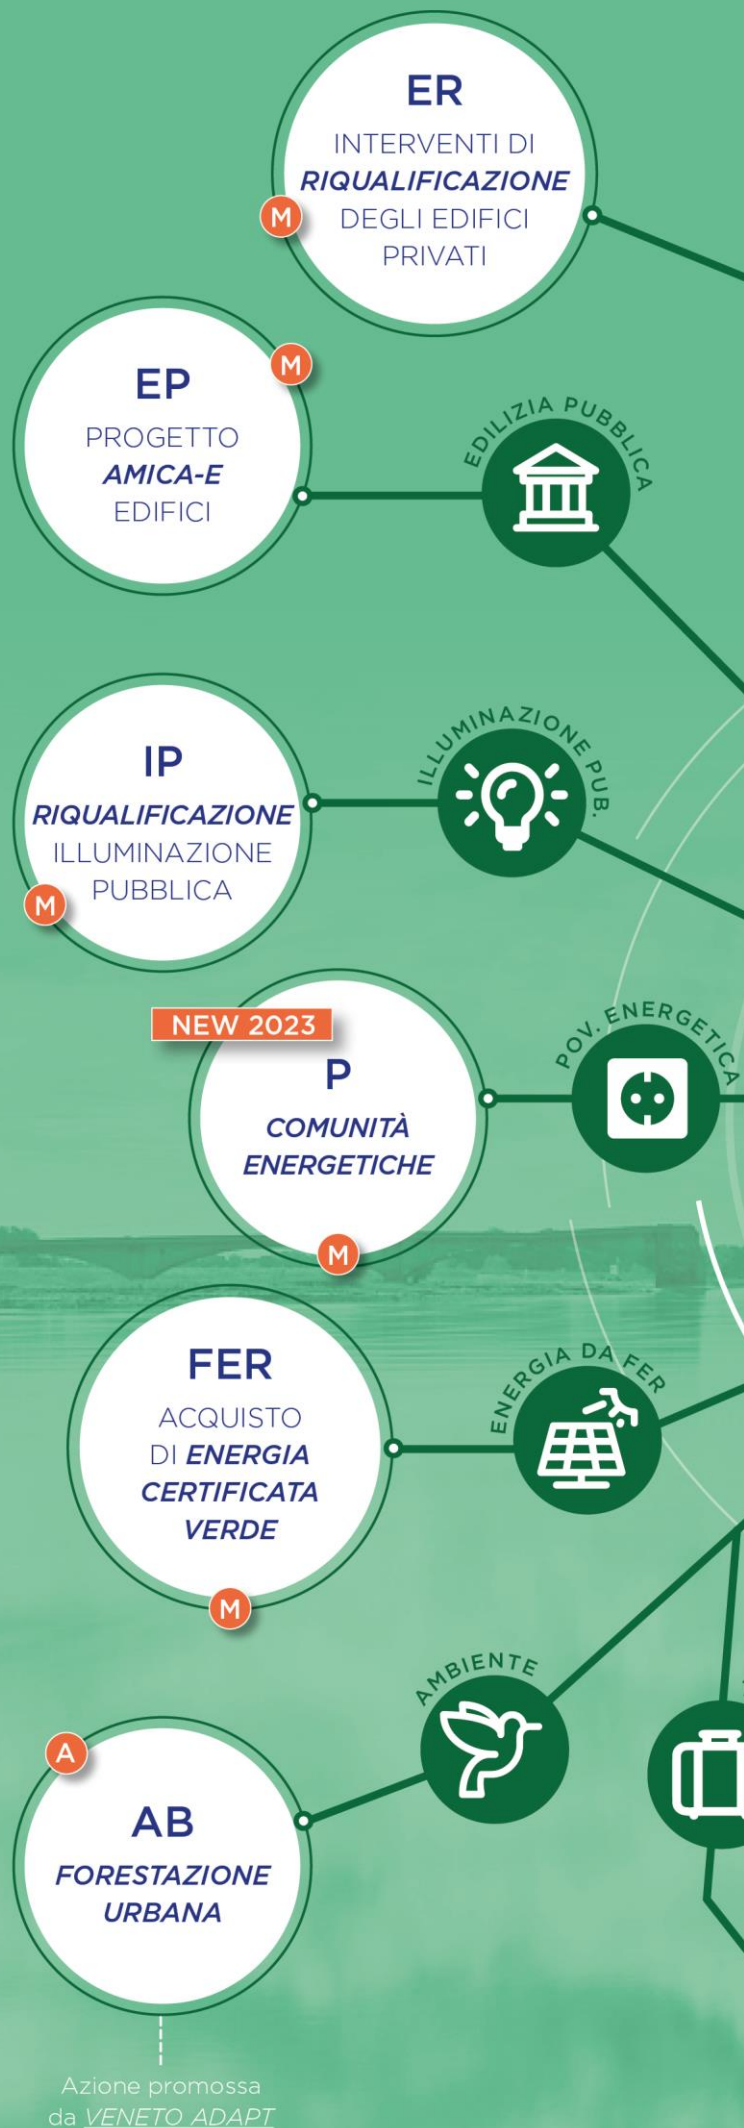 ER
INTERVENTI DI
RIQUALIFICAZIONE
DEGLI EDIFICI
PRIVATI
M
EP
PROGETTO
AMICA-E
EDIFICI
M
EDILIZIA PUBBLICA
IP
RIQUALIFICAZIONE
ILLUMINAZIONE
PUBBLICA
M
ILLUMINAZIONE PUB.
NEW 2023
P
COMUNITÀ
ENERGETICHE
M
POV. ENERGETICA
FER
ACQUISTO
DI ENERGIA
CERTIFICATA
VERDE
M
ENERGIA DA FER
A
AB
FORESTAZIONE
URBANA
AMBIENTE
Azione promossa
da VENETO ADAPT